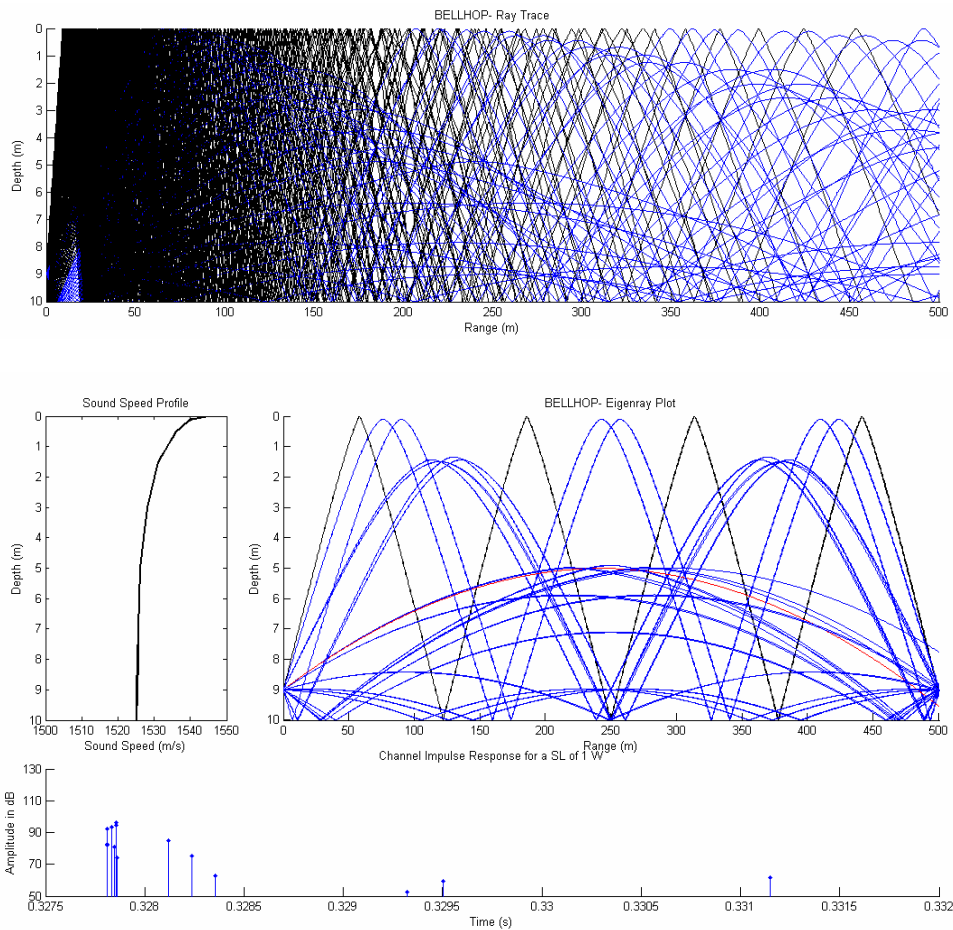 BELLHOP- Ray Trace
Depth (m)
0
1
2
3
4
5
6
7
8
9
10
0 50 100 150 200 250 300 350 400 450 500
Range (m)
Sound Speed Profile
Depth (m)
0
1
2
3
4
5
6
7
8
9
10
1500 1510 1520 1530 1540 1550
Sound Speed (m/s)
BELLHOP- Eigenray Plot
Depth (m)
0
1
2
3
4
5
6
7
8
9
10
0 50 100 150 200 250 300 350 400 450 500
Range (m)
Channel Impulse Response for a SL of 1 W
Amplitude in dB
130
110
90
70
50
0.3275 0.328 0.3285 0.329 0.3295 0.33 0.3305 0.331 0.3315 0.332
Time (s)